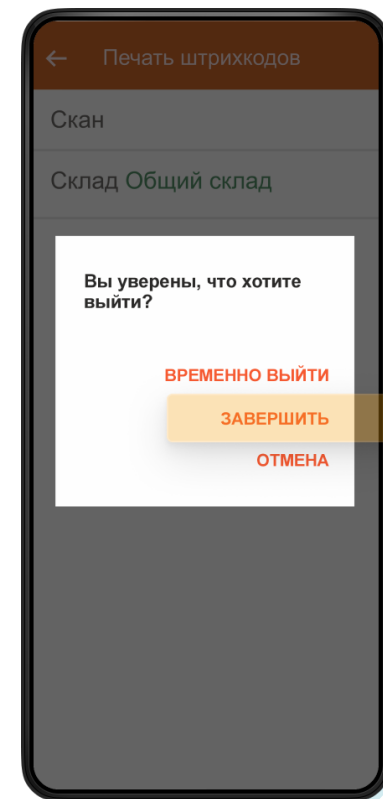 Печать штрихкодов
Скан
Склад Общий склад
Вы уверены, что хотите
выйти?
ВРЕМЕННО ВЫЙТИ
ЗАВЕРШИТЬ
ОТМЕНА